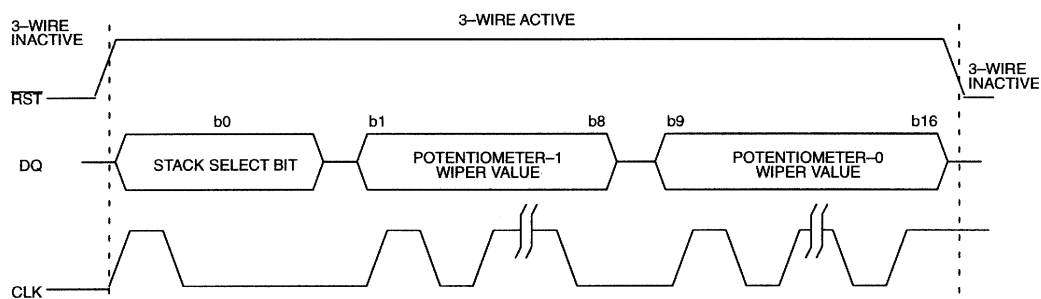 3–WIRE
INACTIVE
3–WIRE ACTIVE
3–WIRE
INACTIVE
RST
b0
b1
b8
b9
b16
DQ
STACK SELECT BIT
POTENTIOMETER–1
WIPER VALUE
POTENTIOMETER–0
WIPER VALUE
CLK